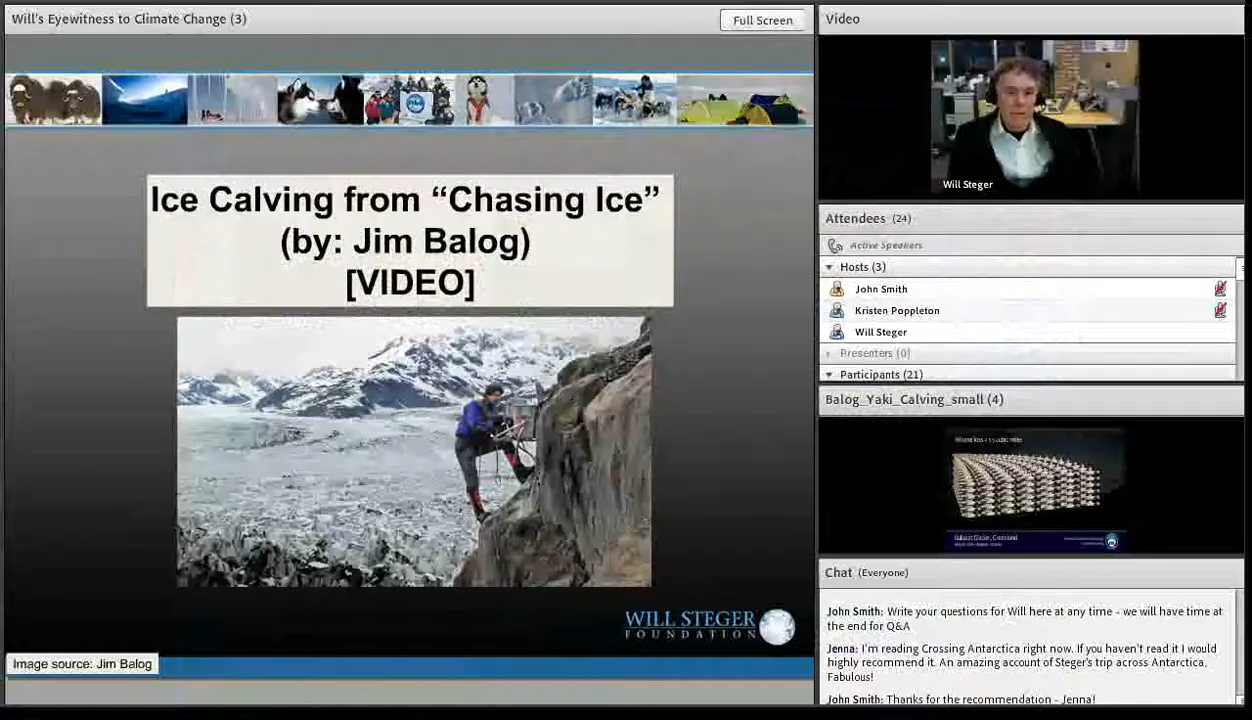 Will's Eyewitness to Climate Change (3)
Full Screen
Ice Calving from “Chasing Ice”
(by: Jim Balog)
[VIDEO]
WILL STEGER
FOUNDATION
Image source: Jim Balog
Video
Will Steger
Attendees (24)
Active Speakers
Hosts (3)
John Smith
Kristen Poppleton
Will Steger
Presenters (0)
Participants (21)
Balog_Yaki_Calving_small (4)
Chat (Everyone)
John Smith: Write your questions for Will here at any time - we will have time at
the end for Q&A
Jenna: I'm reading Crossing Antarctica right now. If you haven't read it I would
highly recommend it. An amazing account of Steger's trip across Antarctica.
Fabulous!
John Smith: Thanks for the recommendation - Jenna!